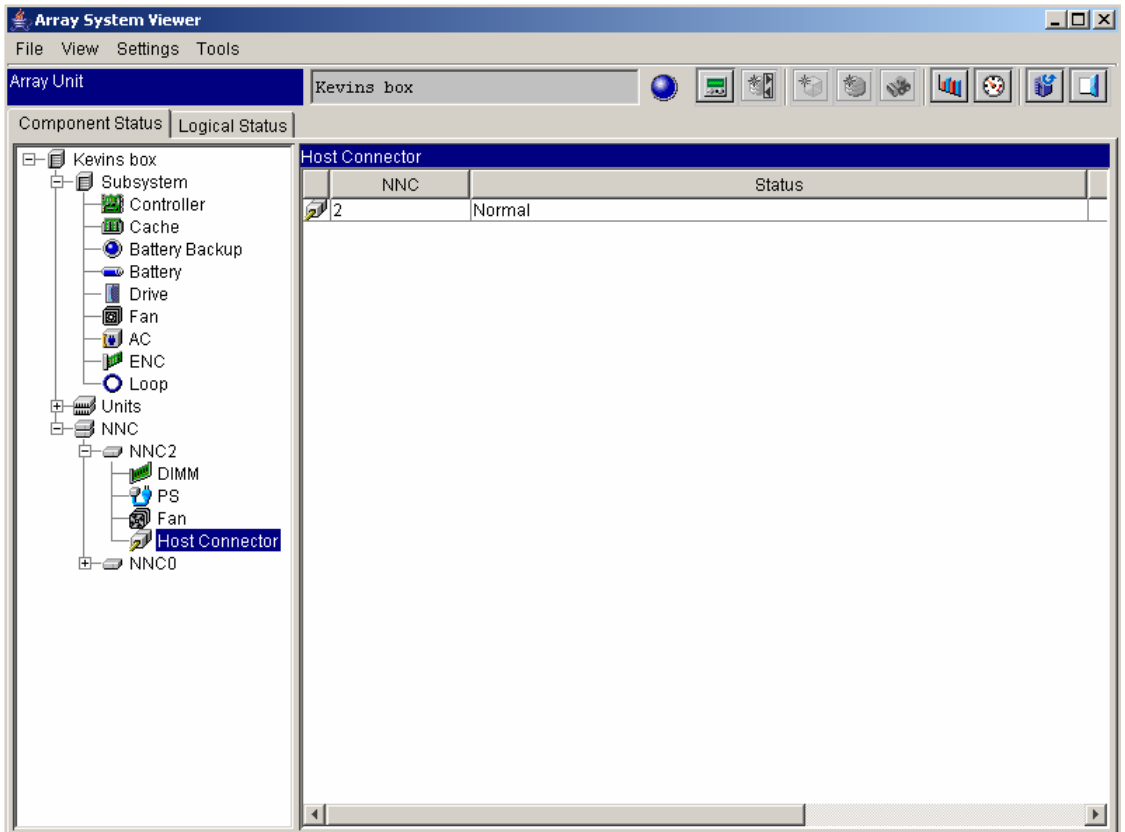 Array System Viewer
File View Settings Tools
Array Unit
Kevins box
Component Status
Logical Status
Kevins box
Subsystem
Controller
Cache
Battery Backup
Battery
Drive
Fan
AC
ENC
Loop
Units
NNC
NNC2
DIMM
PS
Fan
Host Connector
NNC0
Host Connector
NNC Status
2 Normal